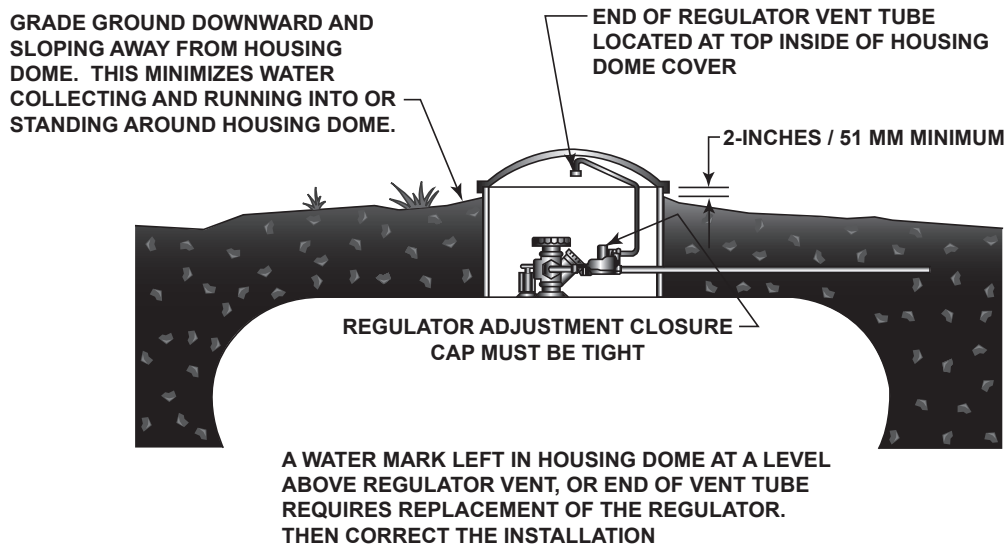 GRADE GROUND DOWNWARD AND
SLOPING AWAY FROM HOUSING
DOME. THIS MINIMIZES WATER
COLLECTING AND RUNNING INTO OR
STANDING AROUND HOUSING DOME.
END OF REGULATOR VENT TUBE
LOCATED AT TOP INSIDE OF HOUSING
DOME COVER
2-INCHES / 51 MM MINIMUM
REGULATOR ADJUSTMENT CLOSURE
CAP MUST BE TIGHT
A WATER MARK LEFT IN HOUSING DOME AT A LEVEL
ABOVE REGULATOR VENT, OR END OF VENT TUBE
REQUIRES REPLACEMENT OF THE REGULATOR.
THEN CORRECT THE INSTALLATION